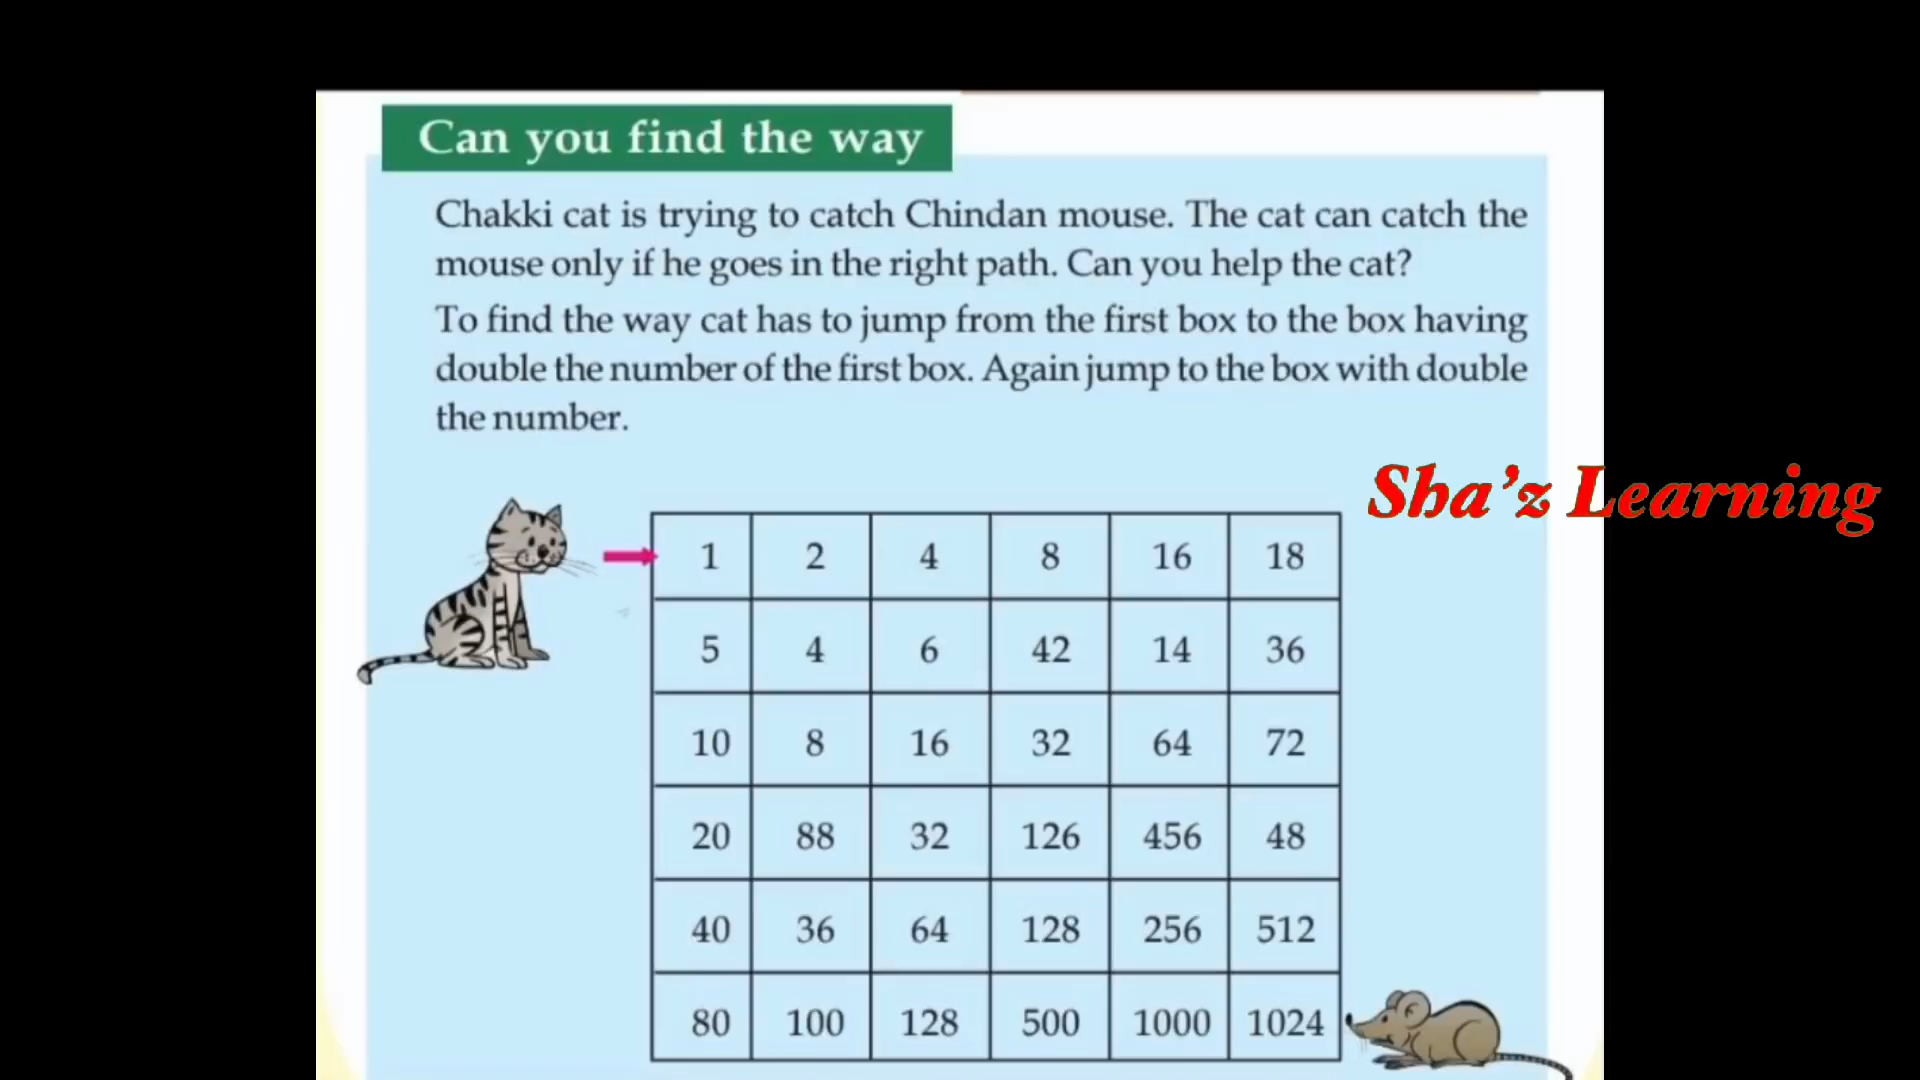 Can you find the way
Chakki cat is trying to catch Chindan mouse. The cat can catch the
mouse only if he goes in the right path. Can you help the cat?
To find the way cat has to jump from the first box to the box having
double the number of the first box. Again jump to the box with double
the number.
Sha'z Learning
1 2 4 8 16 18
5 4 6 42 14 36
10 8 16 32 64 72
20 88 32 126 456 48
40 36 64 128 256 512
80 100 128 500 1000 1024